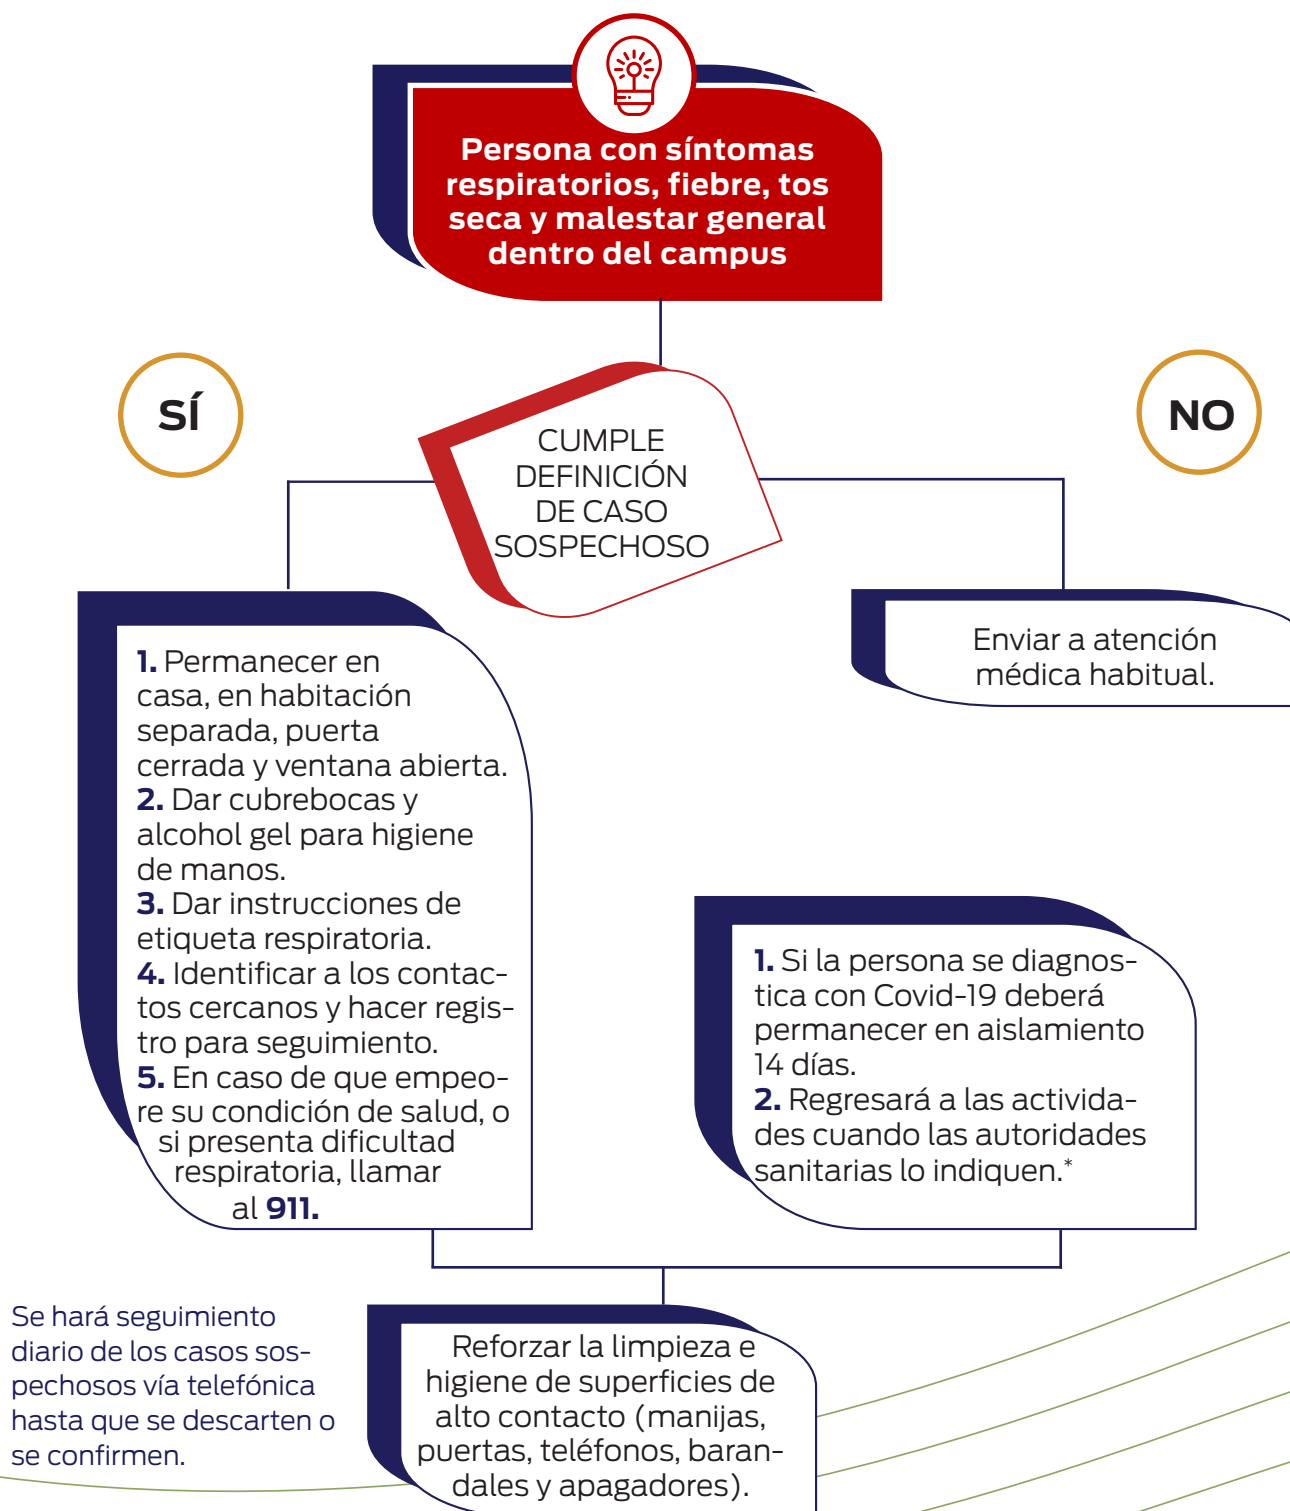 Persona con síntomas
respiratorios, fiebre, tos
seca y malestar general
dentro del campus
SÍ
NO
CUMPLE
DEFINICIÓN
DE CASO
SOSPECHOSO
1. Permanecer en
casa, en habitación
separada, puerta
cerrada y ventana abierta.
2. Dar cubrebocas y
alcohol gel para higiene
de manos.
3. Dar instrucciones de
etiqueta respiratoria.
4. Identificar a los contac-
tos cercanos y hacer regis-
tro para seguimiento.
5. En caso de que empeo-
re su condición de salud, o
si presenta dificultad
respiratoria, llamar
al 911.
Enviar a atención
médica habitual.
1. Si la persona se diagnos-
tica con Covid-19 deberá
permanecer en aislamiento
14 días.
2. Regresará a las activida-
des cuando las autoridades
sanitarias lo indiquen.*
Se hará seguimiento
diario de los casos sos-
pechosos vía telefónica
hasta que se descarten o
se confirmen.
Reforzar la limpieza e
higiene de superficies de
alto contacto (manijas,
puertas, teléfonos, baran-
dales y apagadores).